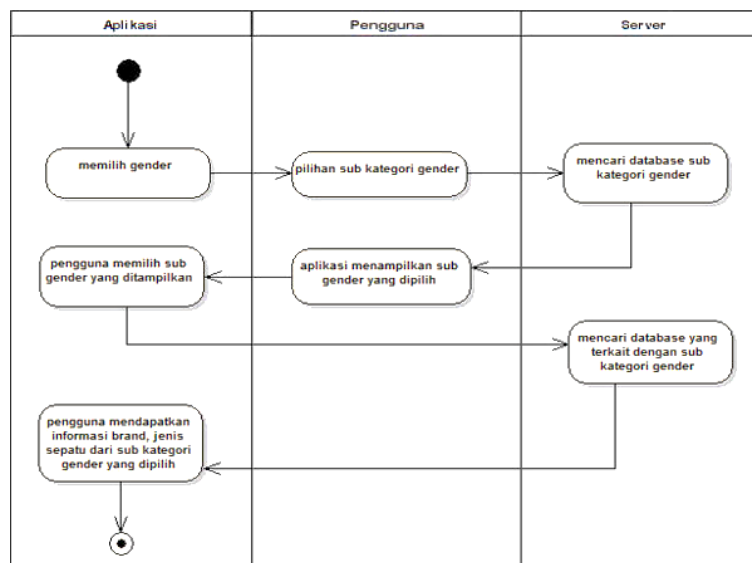 Aplikasi
Pengguna
Server
memilih gender
pilihan sub kategori gender
mencari database sub
kategori gender
pengguna memilih sub
gender yang ditampilkan
aplikasi menampilkan sub
gender yang dipilih
mencari database yang
terkait dengan sub
kategori gender
pengguna mendapatkan
informasi brand, jenis
sepatu dari sub kategori
gender yang dipilih